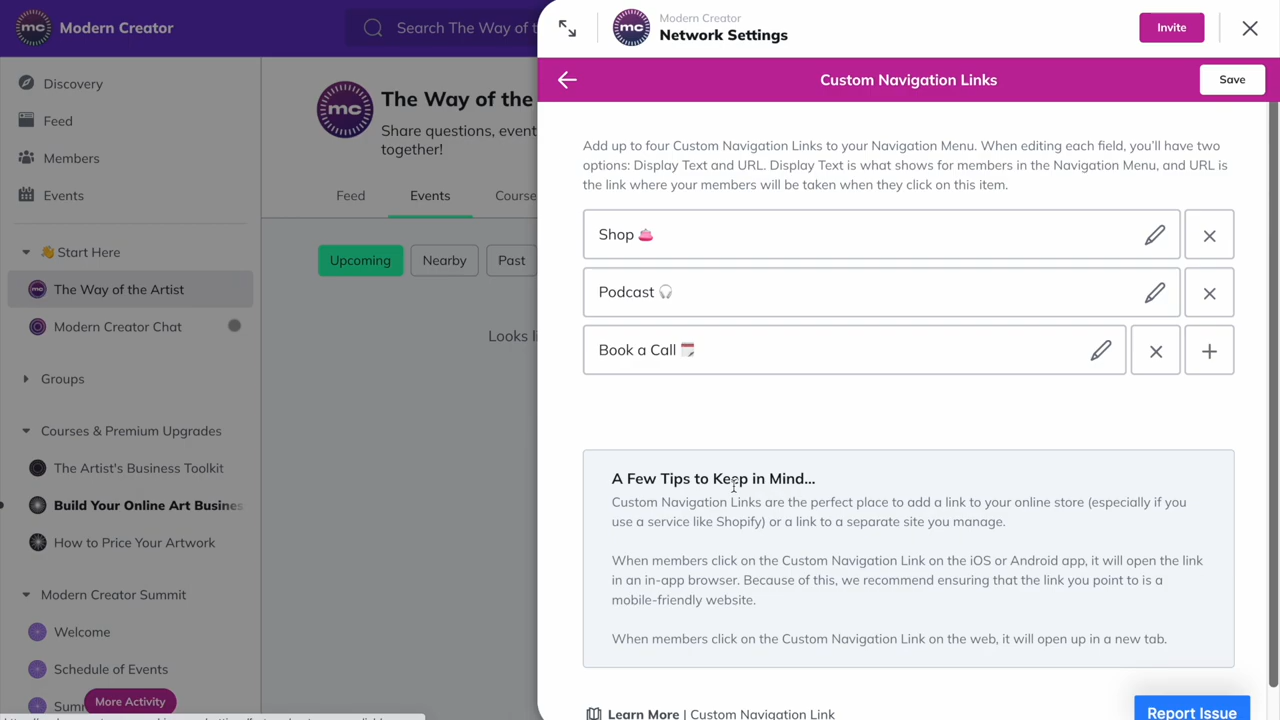 mc Modern Creator
Search The Way of t
Modern Creator
Network Settings
Invite
Custom Navigation Links
Save
Discovery
Feed
Members
Events
👋 Start Here
The Way of the Artist
Modern Creator Chat
Groups
Courses & Premium Upgrades
The Artist's Business Toolkit
Build Your Online Art Busines
How to Price Your Artwork
Modern Creator Summit
Welcome
Schedule of Events
Sum
More Activity
mc
The Way of the
Share questions, event
together!
Feed
Events
Course
Upcoming
Nearby
Past
Looks li
Add up to four Custom Navigation Links to your Navigation Menu. When editing each field, you'll have two
options: Display Text and URL. Display Text is what shows for members in the Navigation Menu, and URL is
the link where your members will be taken when they click on this item.
Shop 👛
Podcast 🎧
Book a Call 🗓
A Few Tips to Keep in Mind...
Custom Navigation Links are the perfect place to add a link to your online store (especially if you
use a service like Shopify) or a link to a separate site you manage.
When members click on the Custom Navigation Link on the iOS or Android app, it will open the link
in an in-app browser. Because of this, we recommend ensuring that the link you point to is a
mobile-friendly website.
When members click on the Custom Navigation Link on the web, it will open up in a new tab.
Learn More | Custom Navigation Link
Report Issue